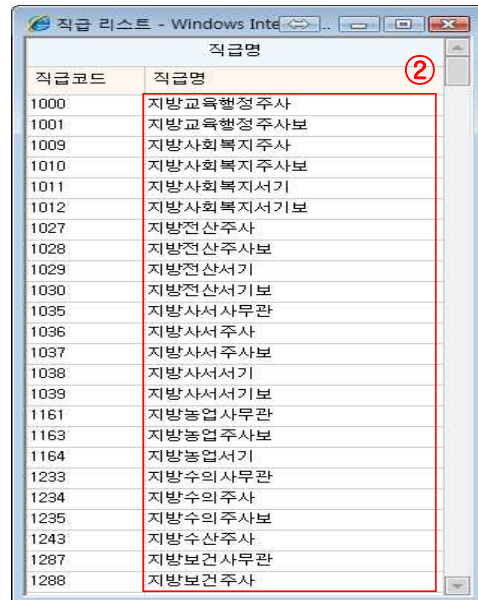 직급 리스트 - Windows Inte ..
직급명
②
직급코드 직급명
1000 지방교육행정주사
1001 지방교육행정주사보
1009 지방사회복지주사
1010 지방사회복지주사보
1011 지방사회복지서기
1012 지방사회복지서기보
1027 지방전산주사
1028 지방전산주사보
1029 지방전산서기
1030 지방전산서기보
1035 지방사서사무관
1036 지방사서주사
1037 지방사서주사보
1038 지방사서서기
1039 지방사서서기보
1161 지방농업사무관
1163 지방농업주사보
1164 지방농업서기
1233 지방수의사무관
1234 지방수의주사
1235 지방수의주사보
1243 지방수산주사
1287 지방보건사무관
1288 지방보건주사